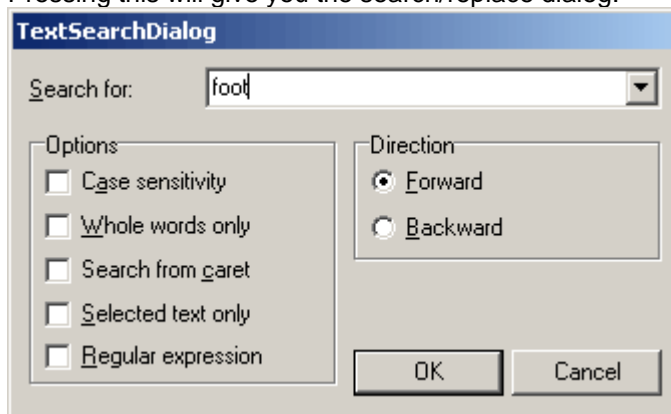 Pressing this will give you the search/replace dialog.
TextSearchDialog
Search for: foot
Options
Case sensitivity
Whole words only
Search from caret
Selected text only
Regular expression
Direction
Forward
Backward
OK Cancel